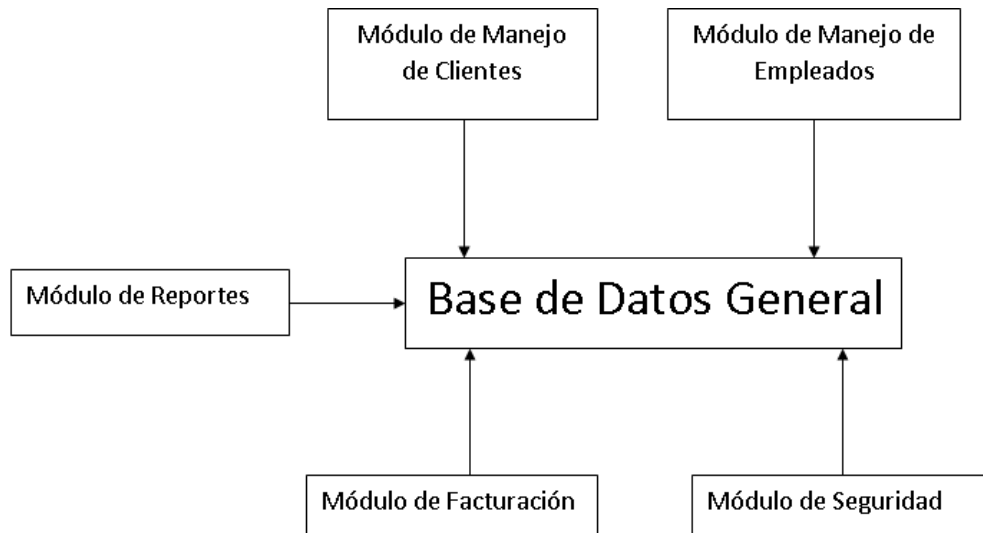 Módulo de Manejo
de Clientes
Módulo de Manejo de
Empleados
Módulo de Reportes
Base de Datos General
Módulo de Facturación
Módulo de Seguridad